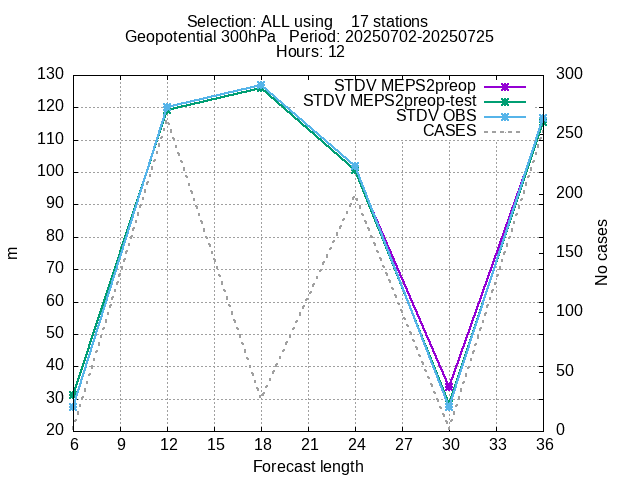 Selection: ALL using    17 stations
Geopotential 300hPa   Period: 20250702-20250725
Hours: 12
STDV MEPS2preop
STDV MEPS2preop-test
STDV OBS
CASES
130
120
110
100
90
80
70
60
50
40
30
20
m
300
250
200
150
100
50
0
No cases
6 9 12 15 18 21 24 27 30 33 36
Forecast length